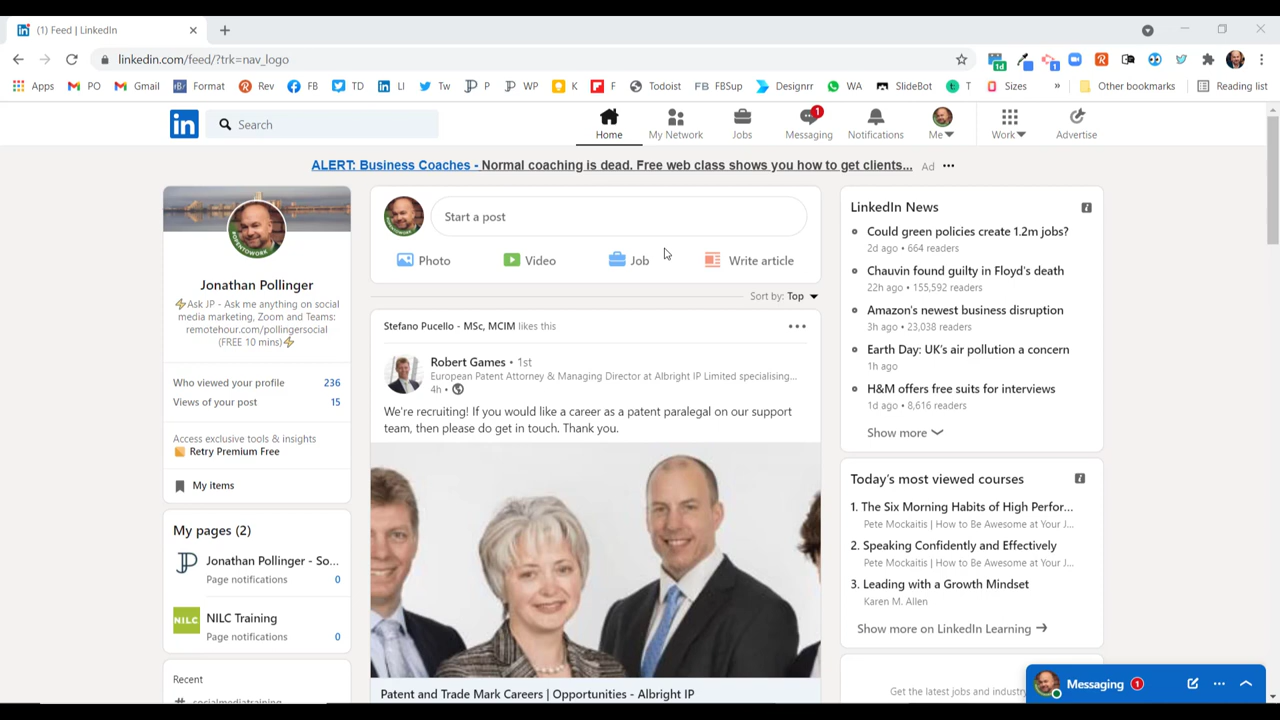 (1) Feed | LinkedIn
linkedin.com/feed/?trk=nav_logo
Apps PO Gmail Format Rev FB TD LI Tw P WP K F Todoist FBSup Designrr WA SlideBot T Sizes » Other bookmarks Reading list
Search
Home My Network Jobs Messaging 1 Notifications Me Work Advertise
ALERT: Business Coaches - Normal coaching is dead. Free web class shows you how to get clients... Ad
#OPENTOWORK
Jonathan Pollinger
⚡Ask JP - Ask me anything on social
media marketing, Zoom and Teams:
remotehour.com/pollingersocial
(FREE 10 mins)⚡
Who viewed your profile 236
Views of your post 15
Access exclusive tools & insights
Retry Premium Free
My items
My pages (2)
Jonathan Pollinger - So...
Page notifications 0
NILC
NILC Training
Page notifications 0
Recent
socialmediatraining
Start a post
Photo Video Job Write article
Sort by: Top
Stefano Pucello - MSc, MCIM likes this
Robert Games • 1st
European Patent Attorney & Managing Director at Albright IP Limited specialising...
4h •
We're recruiting! If you would like a career as a patent paralegal on our support
team, then please do get in touch. Thank you.
Patent and Trade Mark Careers | Opportunities - Albright IP
LinkedIn News
Could green policies create 1.2m jobs?
2d ago • 664 readers
Chauvin found guilty in Floyd's death
22h ago • 155,592 readers
Amazon's newest business disruption
3h ago • 23,038 readers
Earth Day: UK's air pollution a concern
1h ago
H&M offers free suits for interviews
1d ago • 8,616 readers
Show more
Today's most viewed courses
1. The Six Morning Habits of High Perfor...
Pete Mockaitis | How to Be Awesome at Your J...
2. Speaking Confidently and Effectively
Pete Mockaitis | How to Be Awesome at Your J...
3. Leading with a Growth Mindset
Karen M. Allen
Show more on LinkedIn Learning →
Get the latest jobs and industry
Messaging 1